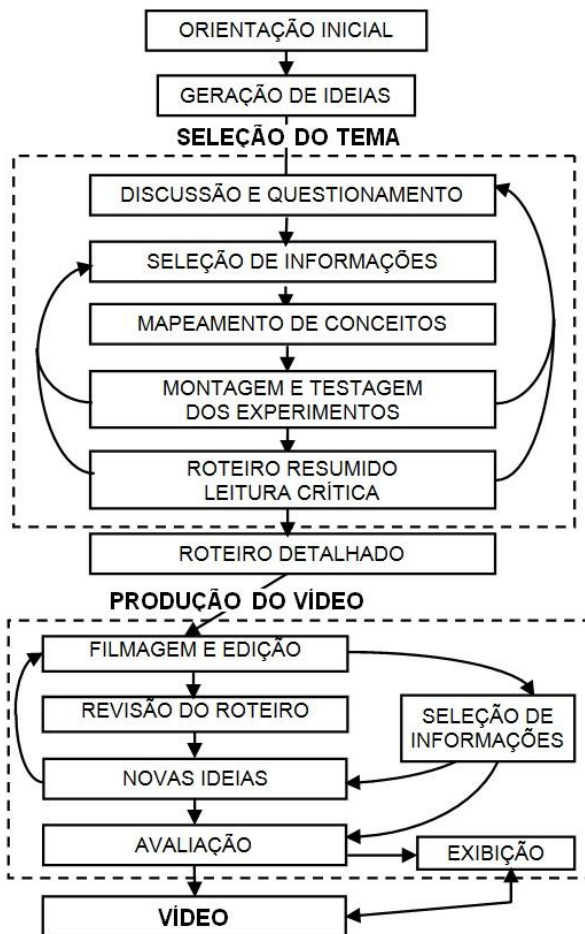 ORIENTAÇÃO INICIAL
GERAÇÃO DE IDEIAS
SELEÇÃO DO TEMA
DISCUSSÃO E QUESTIONAMENTO
SELEÇÃO DE INFORMAÇÕES
MAPEAMENTO DE CONCEITOS
MONTAGEM E TESTAGEM
DOS EXPERIMENTOS
ROTEIRO RESUMIDO
LEITURA CRÍTICA
ROTEIRO DETALHADO
PRODUÇÃO DO VÍDEO
FILMAGEM E EDIÇÃO
REVISÃO DO ROTEIRO
SELEÇÃO DE
INFORMAÇÕES
NOVAS IDEIAS
AVALIAÇÃO
EXIBIÇÃO
VÍDEO